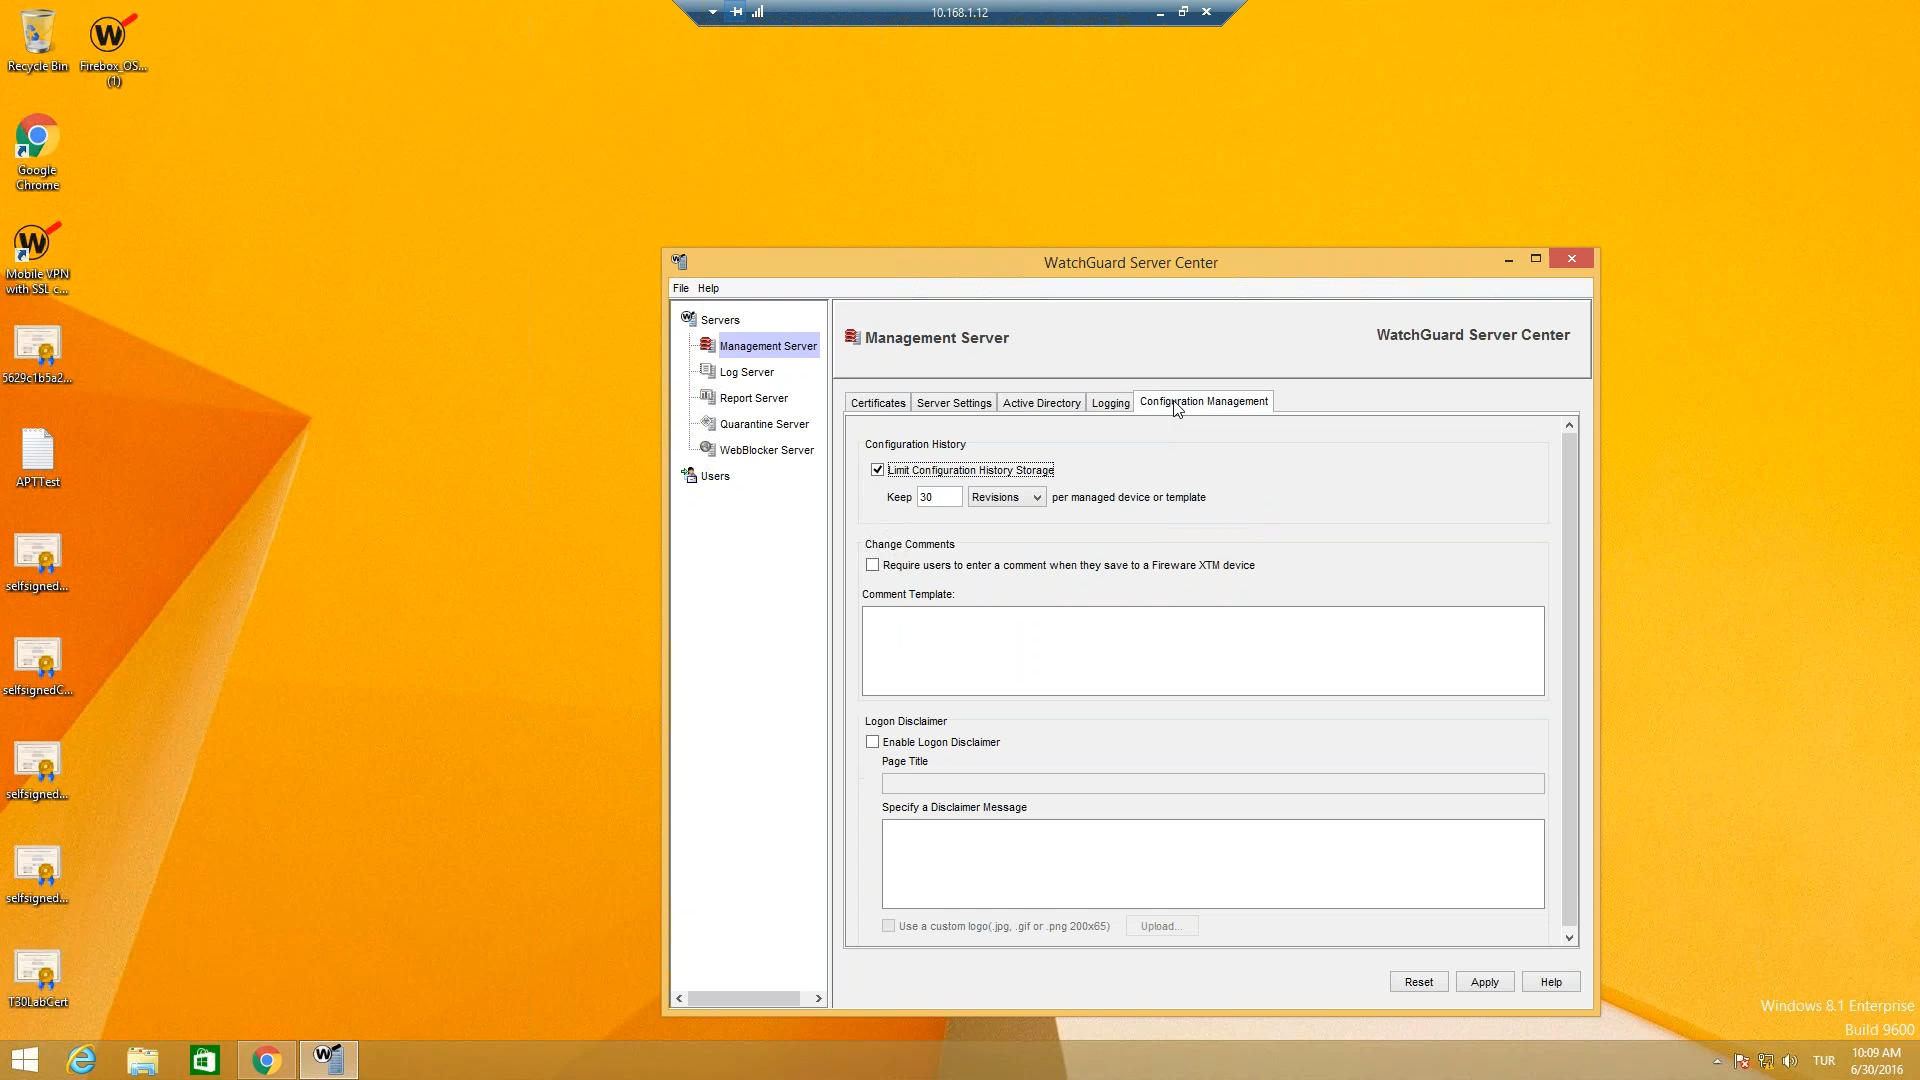 10.168.1.12
Recycle Bin
Firebox_OS...
(1)
Google
Chrome
Mobile VPN
with SSL c...
5629c1b5a2...
APTTest
selfsigned...
selfsignedC...
selfsigned...
selfsigned...
T30LabCert
WatchGuard Server Center
File Help
Servers
Management Server
Log Server
Report Server
Quarantine Server
WebBlocker Server
Users
Management Server
WatchGuard Server Center
Certificates Server Settings Active Directory Logging Configuration Management
Configuration History
Limit Configuration History Storage
Keep 30 Revisions per managed device or template
Change Comments
Require users to enter a comment when they save to a Fireware XTM device
Comment Template:
Logon Disclaimer
Enable Logon Disclaimer
Page Title
Specify a Disclaimer Message
Use a custom logo(.jpg, .gif or .png 200x65) Upload...
Reset Apply Help
Windows 8.1 Enterprise
Build 9600
TUR
10:09 AM
6/30/2016